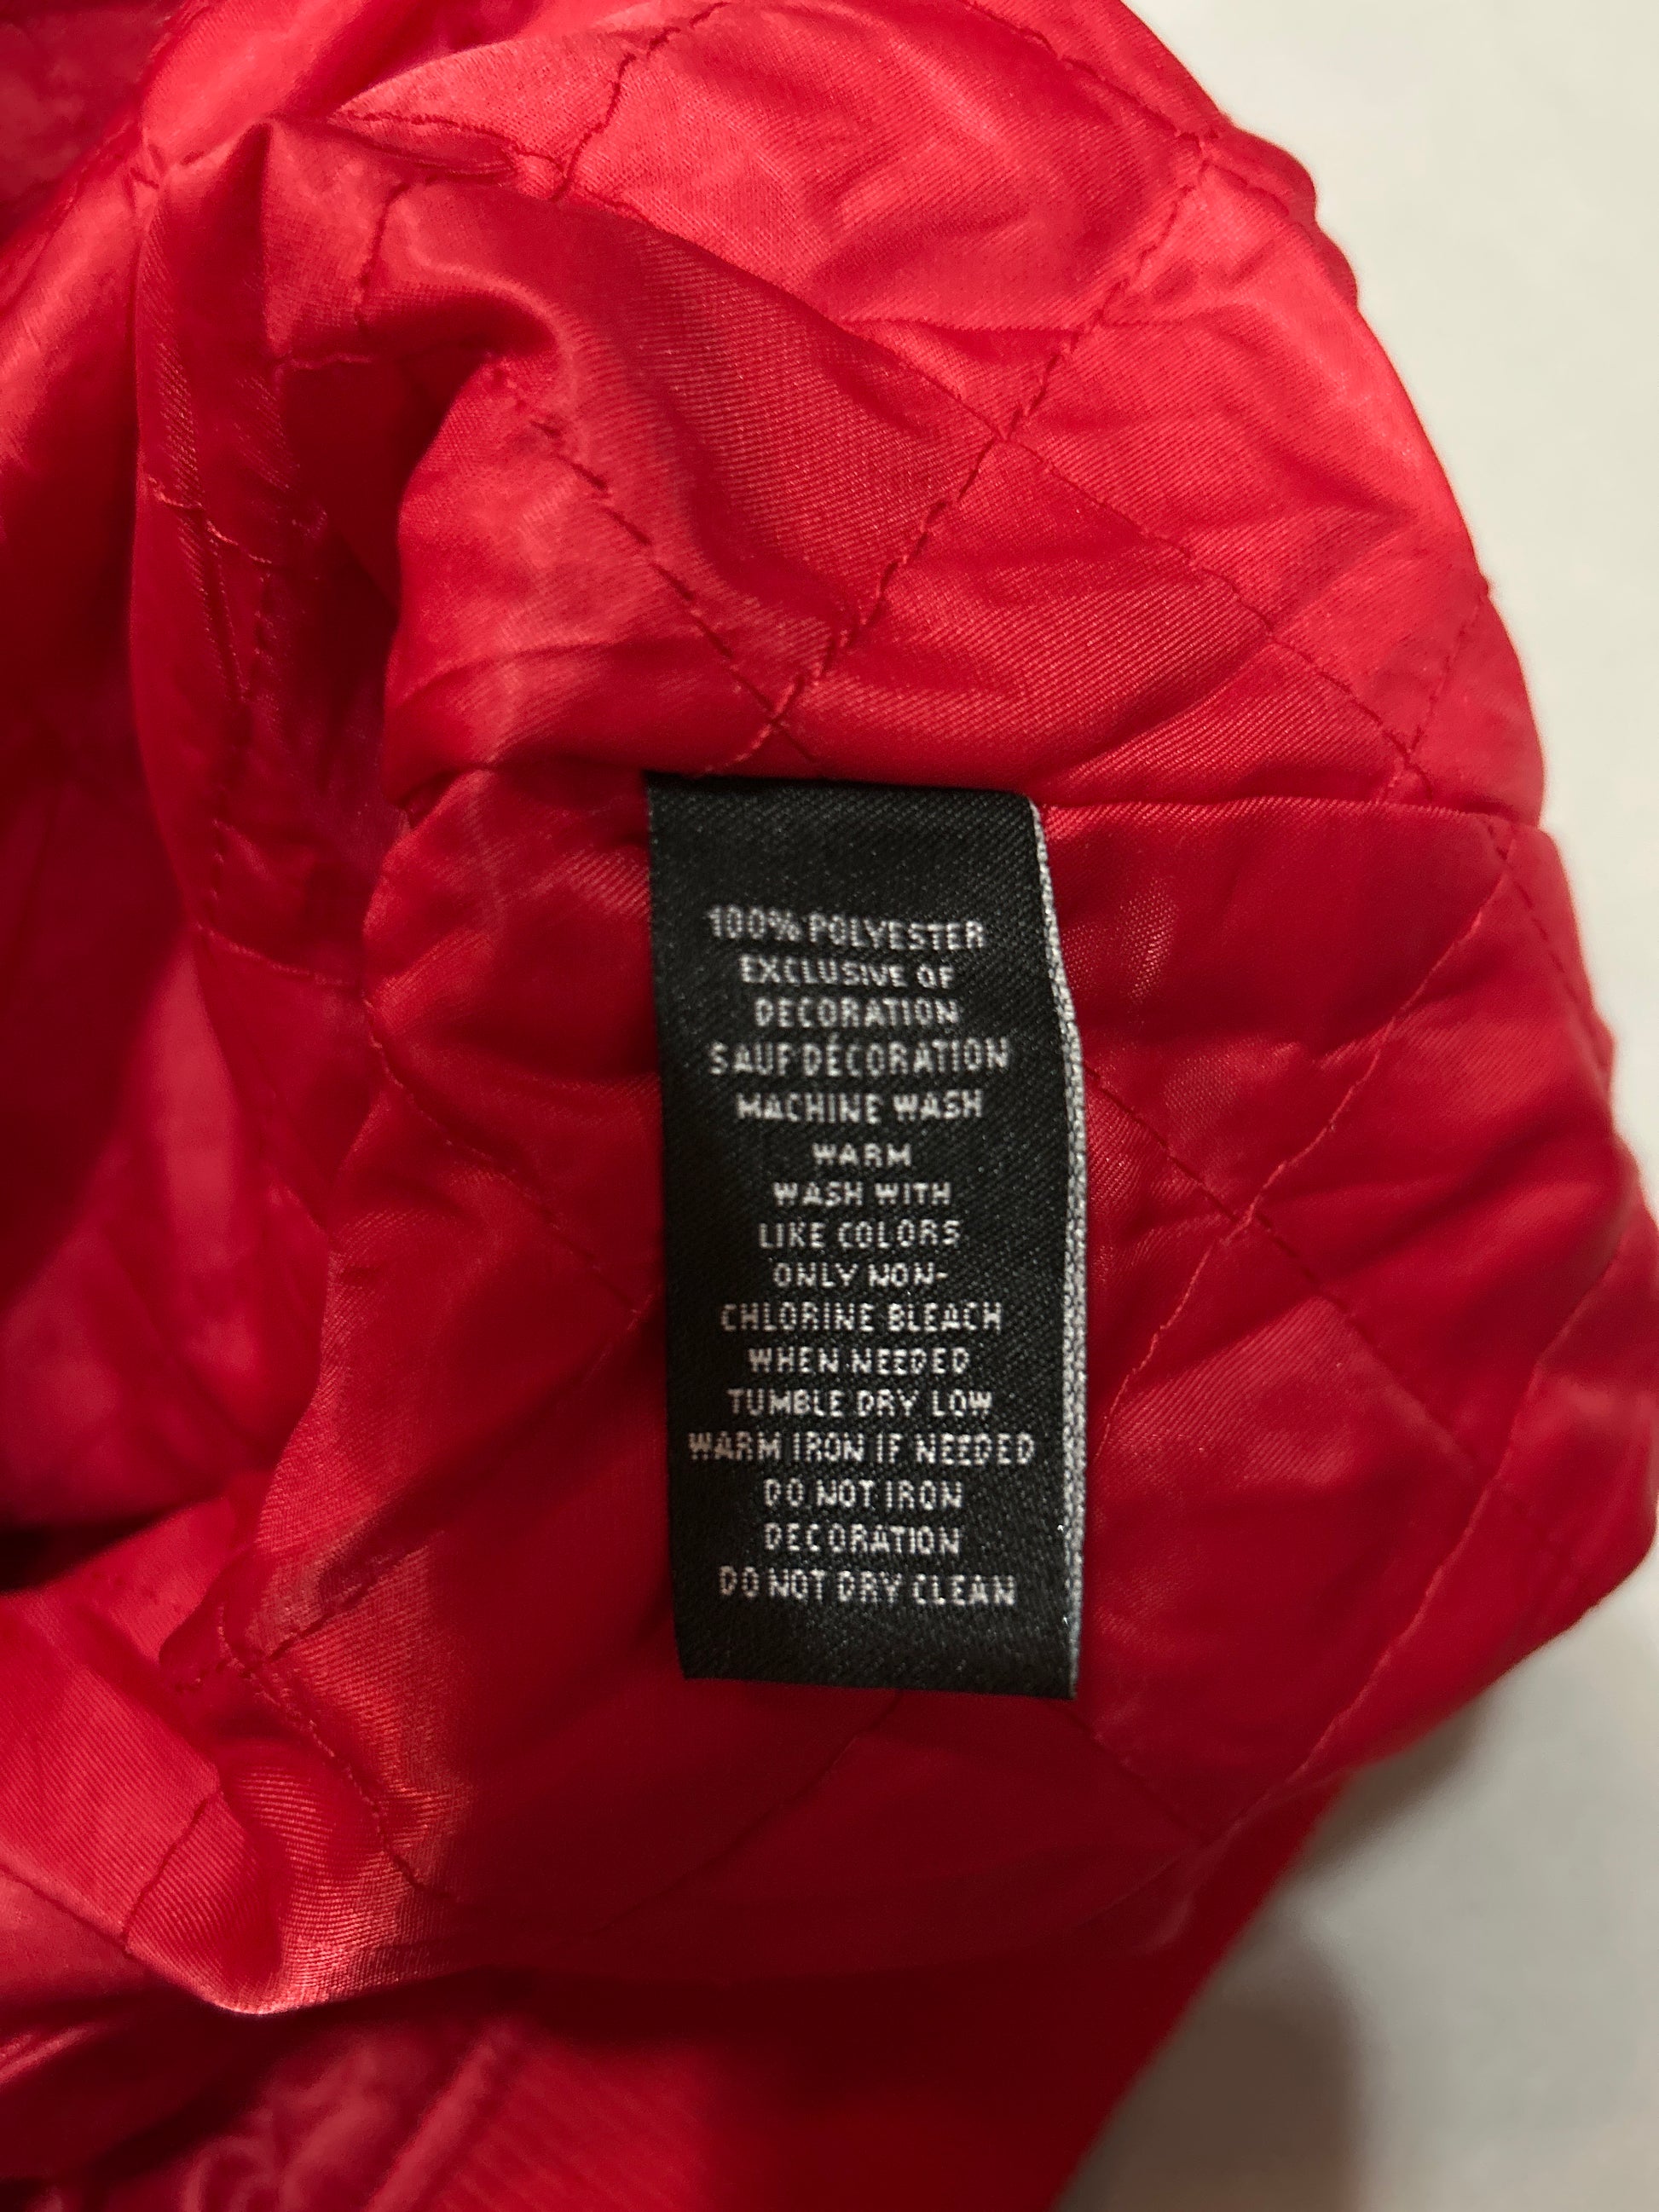 100% POLYESTER
EXCLUSIVE OF
DECORATION
SAUF DÉCORATION
MACHINE WASH
WARM
WASH WITH
LIKE COLORS
ONLY NON-
CHLORINE BLEACH
WHEN NEEDED
TUMBLE DRY LOW
WARM IRON IF NEEDED
DO NOT IRON
DECORATION
DO NOT DRY CLEAN